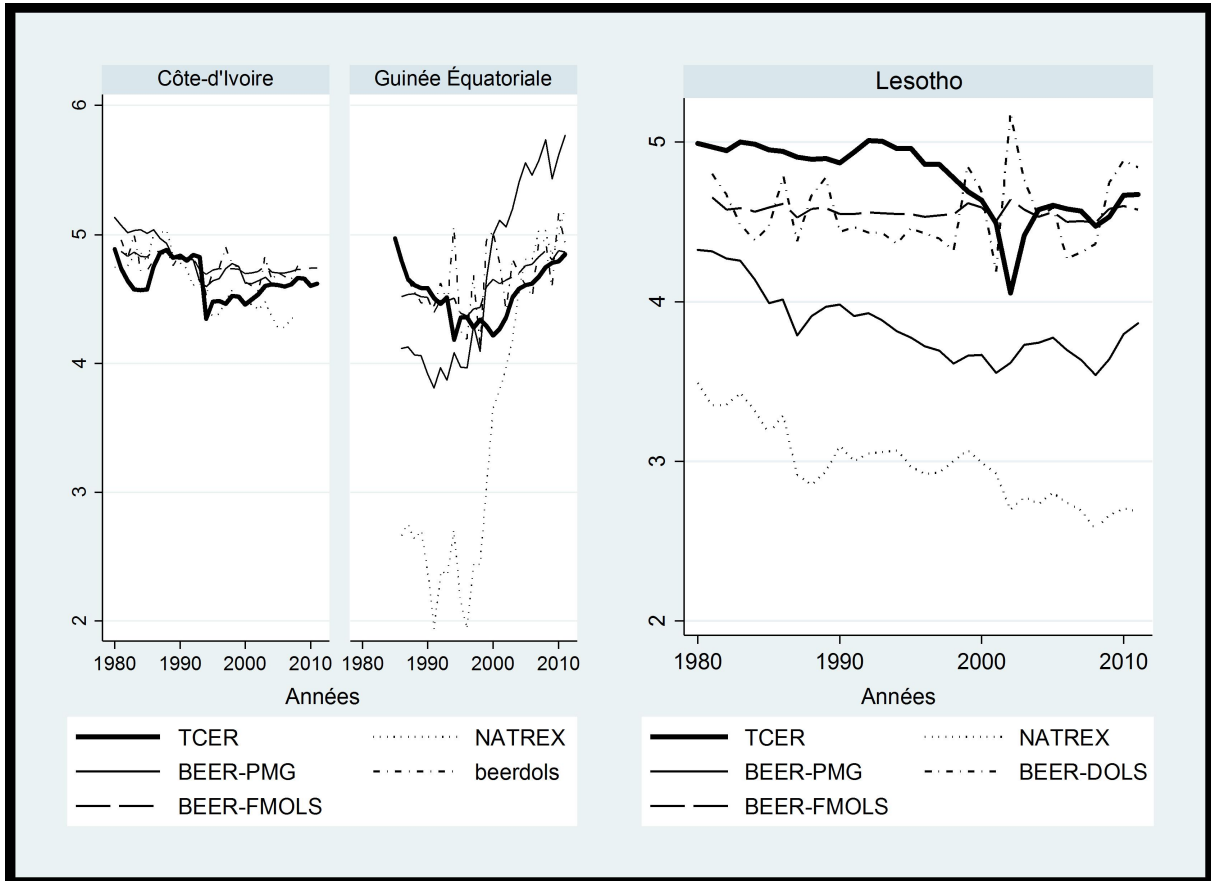 Côte-d'Ivoire
Guinée Équatoriale
6
5
4
3
2
1980 1990 2000 2010 1980 1990 2000 2010
Années
TCER
NATREX
BEER-PMG
beerdols
BEER-FMOLS
Lesotho
5
4
3
2
1980 1990 2000 2010
Années
TCER
NATREX
BEER-PMG
BEER-DOLS
BEER-FMOLS